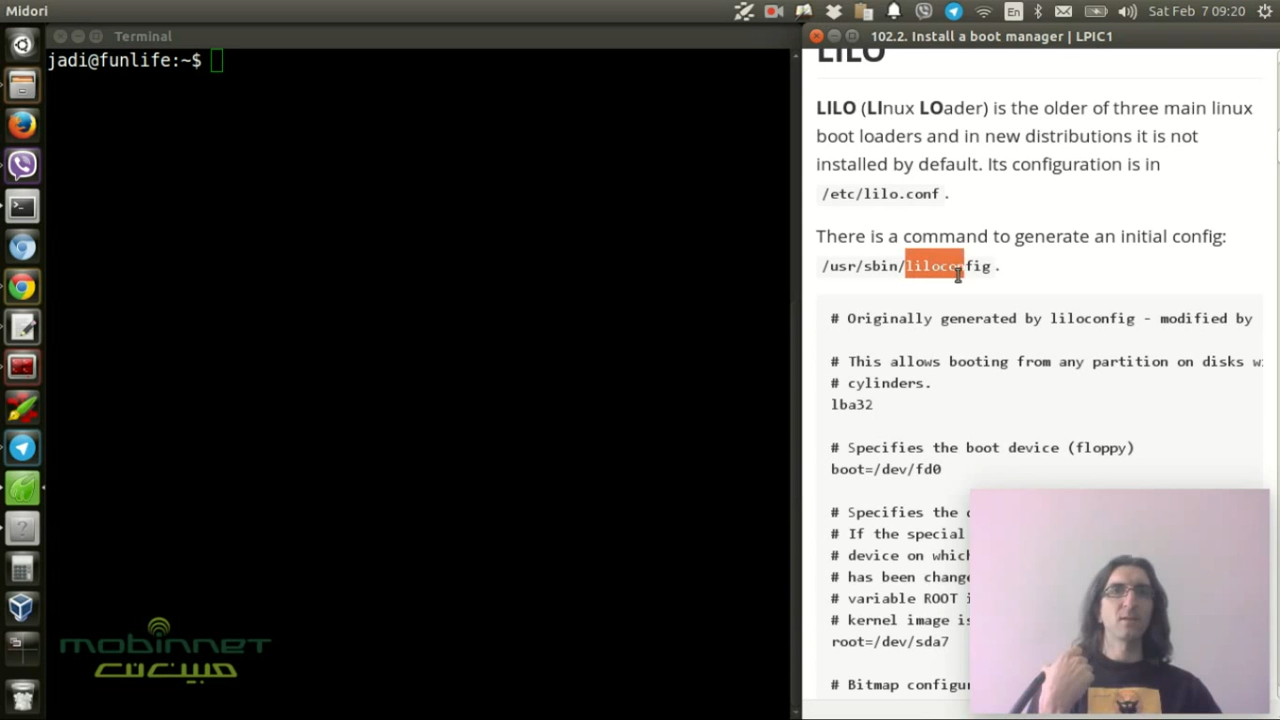 Midori
En
Sat Feb 7 09:20
Terminal
jadi@funlife:~$
102.2. Install a boot manager | LPIC1
LILO
LILO (LInux LOader) is the older of three main linux
boot loaders and in new distributions it is not
installed by default. Its configuration is in
/etc/lilo.conf .
There is a command to generate an initial config:
/usr/sbin/liloconfig .
# Originally generated by liloconfig - modified by
# This allows booting from any partition on disks w
# cylinders.
lba32
# Specifies the boot device (floppy)
boot=/dev/fd0
# Specifies the
# If the special
# device on which
# has been change
# variable ROOT
# kernel image is
root=/dev/sda7
# Bitmap configu
mobinnet
مبین‌نت